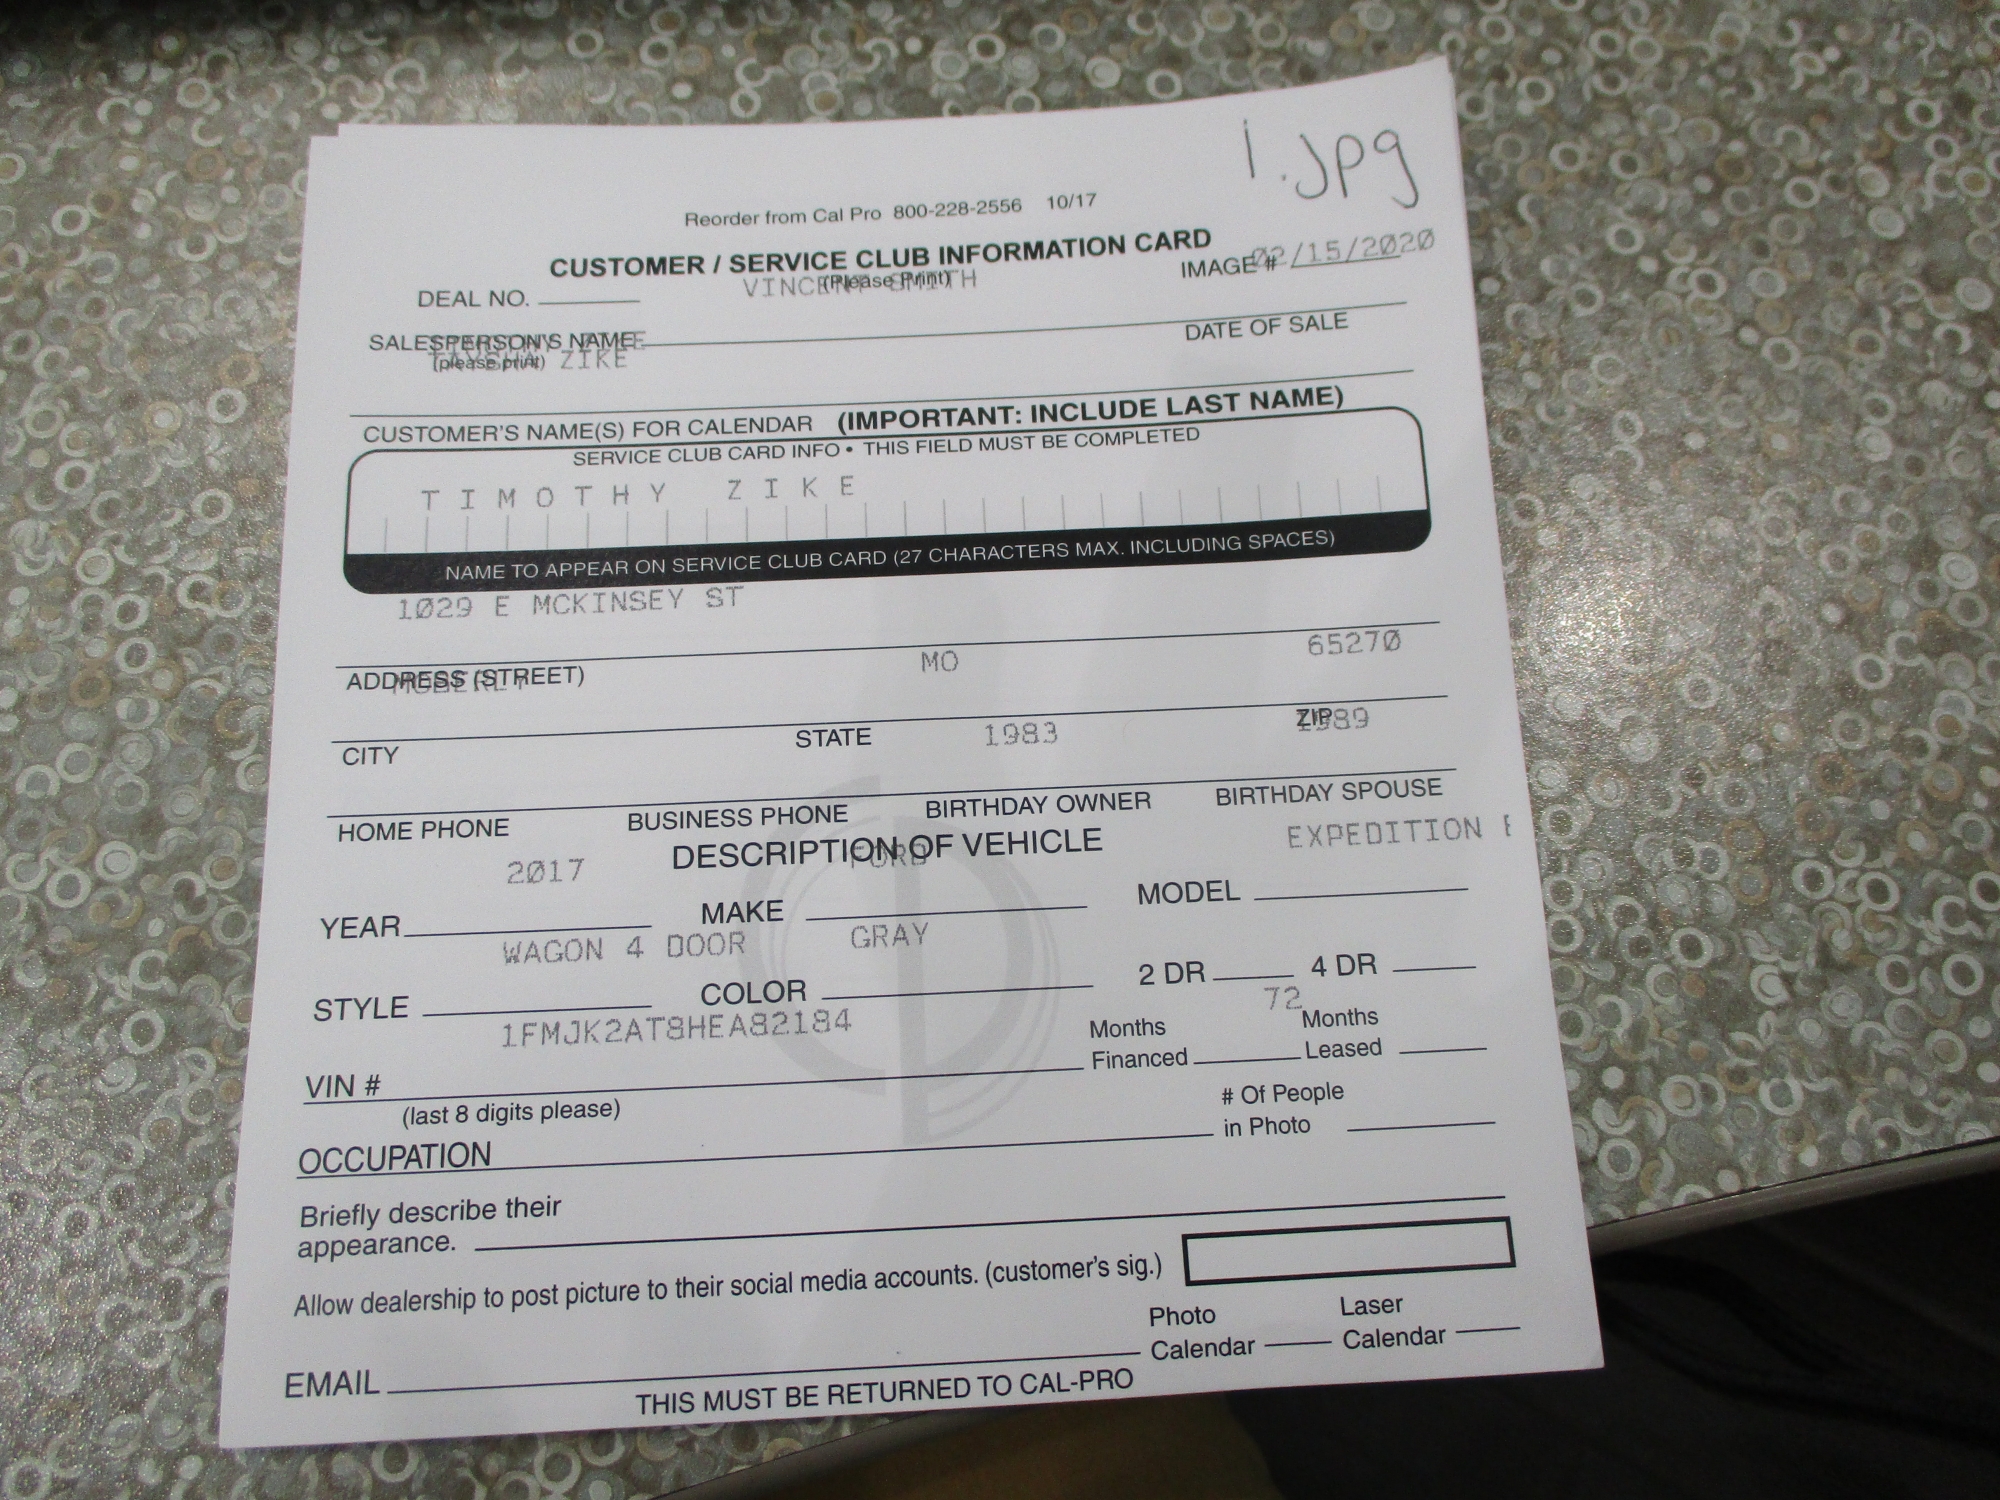 1.jpg
Reorder from Cal Pro 800-228-2556 10/17
CUSTOMER / SERVICE CLUB INFORMATION CARD
(Please Print)
VINCENT SMITH
IMAGE #
02/15/2020
DEAL NO.
SALESPERSON'S NAME
(please print)
DATE OF SALE
ZIKE
CUSTOMER'S NAME(S) FOR CALENDAR (IMPORTANT: INCLUDE LAST NAME)
SERVICE CLUB CARD INFO • THIS FIELD MUST BE COMPLETED
TIMOTHY ZIKE
NAME TO APPEAR ON SERVICE CLUB CARD (27 CHARACTERS MAX. INCLUDING SPACES)
1029 E MCKINSEY ST
ADDRESS (STREET)
MOBERLY MO 65270
CITY STATE ZIP
1983 1989
HOME PHONE BUSINESS PHONE BIRTHDAY OWNER BIRTHDAY SPOUSE
DESCRIPTION OF VEHICLE
2017 FORD EXPEDITION
YEAR MAKE MODEL
WAGON 4 DOOR GRAY
STYLE COLOR 2 DR 4 DR
1FMJK2AT8HEA82184
72
VIN # Months Financed Months Leased
(last 8 digits please)
# Of People in Photo
OCCUPATION
Briefly describe their
appearance.
Allow dealership to post picture to their social media accounts. (customer's sig.)
Photo Calendar Laser Calendar
EMAIL
THIS MUST BE RETURNED TO CAL-PRO